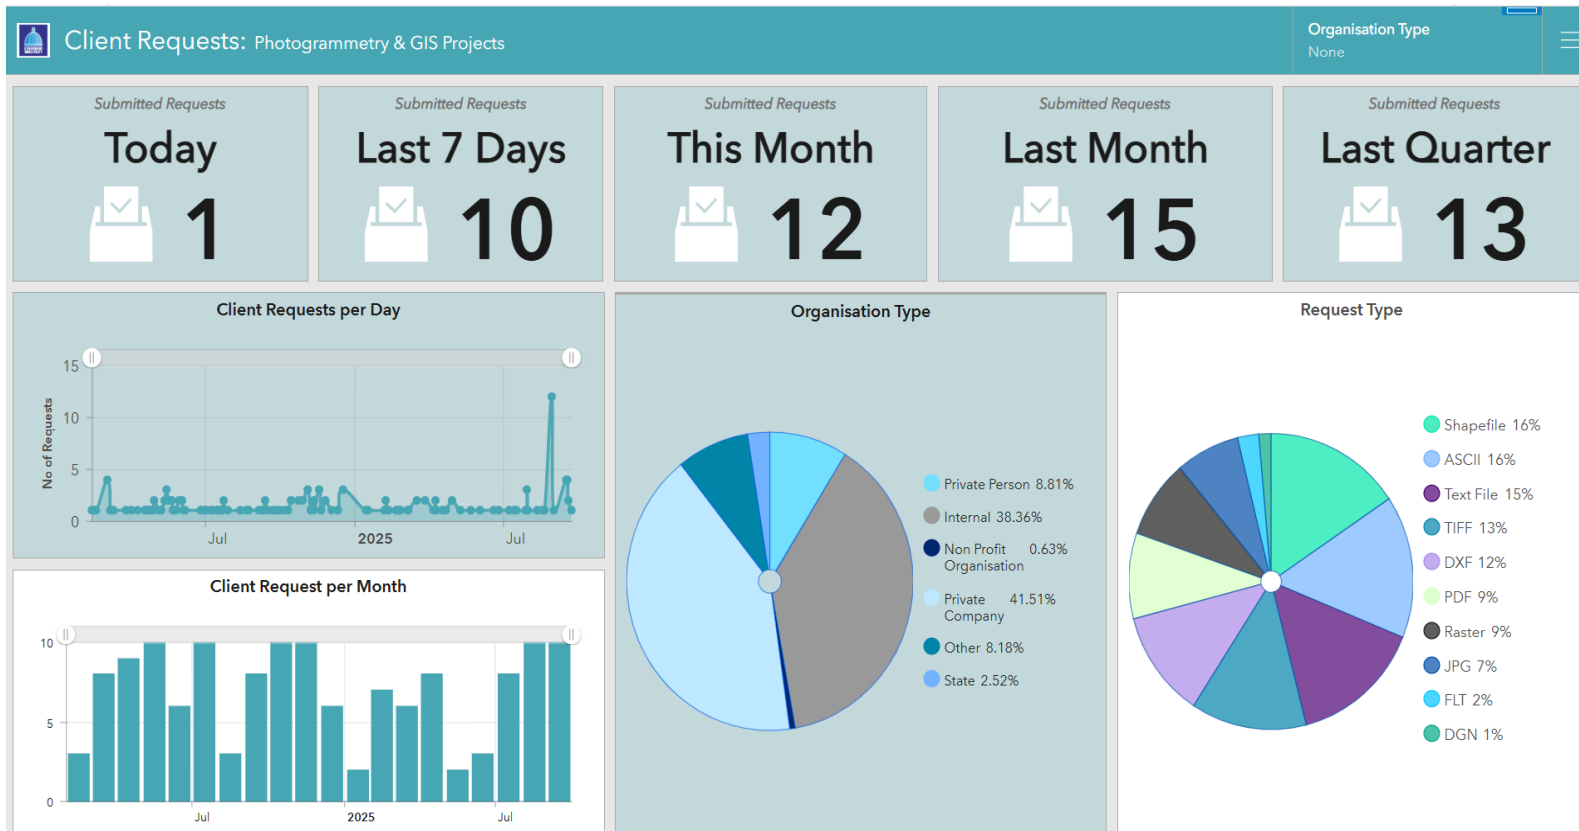 Client Requests: Photogrammetry & GIS Projects
Organisation Type
None
Submitted Requests
Today
1
Submitted Requests
Last 7 Days
10
Submitted Requests
This Month
12
Submitted Requests
Last Month
15
Submitted Requests
Last Quarter
13
Client Requests per Day
No of Requests
15
10
5
0
Jul
2025
Jul
Client Request per Month
10
5
0
Jul
2025
Jul
Organisation Type
Private Person 8.81%
Internal 38.36%
Non Profit 0.63%
Organisation
Private 41.51%
Company
Other 8.18%
State 2.52%
Request Type
Shapefile 16%
ASCII 16%
Text File 15%
TIFF 13%
DXF 12%
PDF 9%
Raster 9%
JPG 7%
FLT 2%
DGN 1%